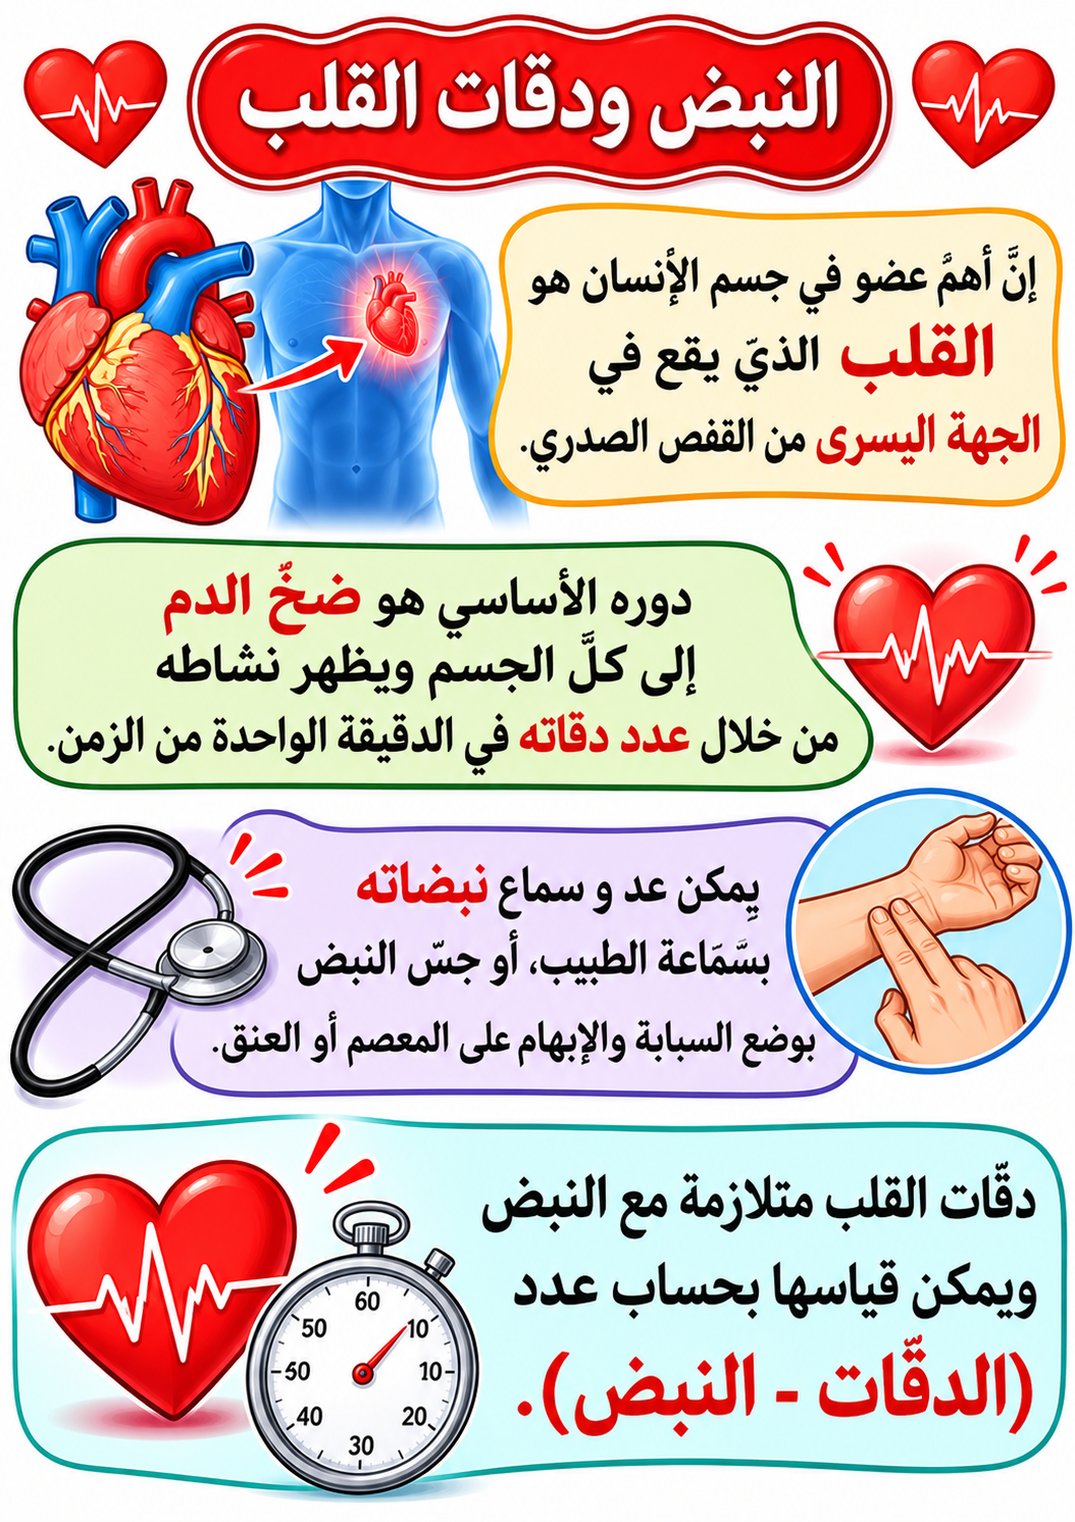 النبض ودقات القلب
إنَّ أهمَّ عضو في جسم الإنسان هو
القلب الذيّ يقع في
الجهة اليسرى من القفص الصدري.
دوره الأساسي هو ضخٌ الدم
إلى كلَّ الجسم ويظهر نشاطه
من خلال عدد دقاته في الدقيقة الواحدة من الزمن.
يِمكن عد و سماع نبضاته
بسَّمَاعة الطبيب، أو جسّ النبض
بوضع السبابة والإبهام على المعصم أو العنق.
دقّات القلب متلازمة مع النبض
ويمكن قياسها بحساب عدد
(الدقّات - النبض).
60
50 10
50 10
40 20
30